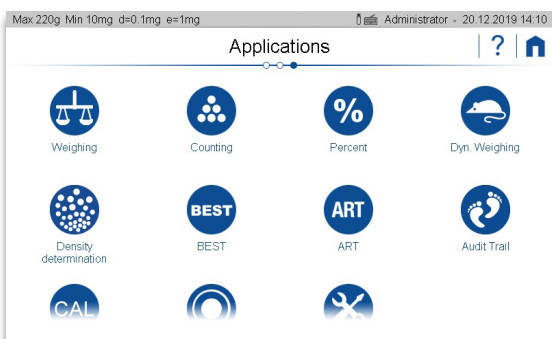 Max 220g Min 10mg d=0.1mg e=1mg Administrator - 20.12.2019 14:10
Applications
?
%
Weighing Counting Percent Dyn. Weighing
BEST ART
Density
determination BEST ART Audit Trail
CAL